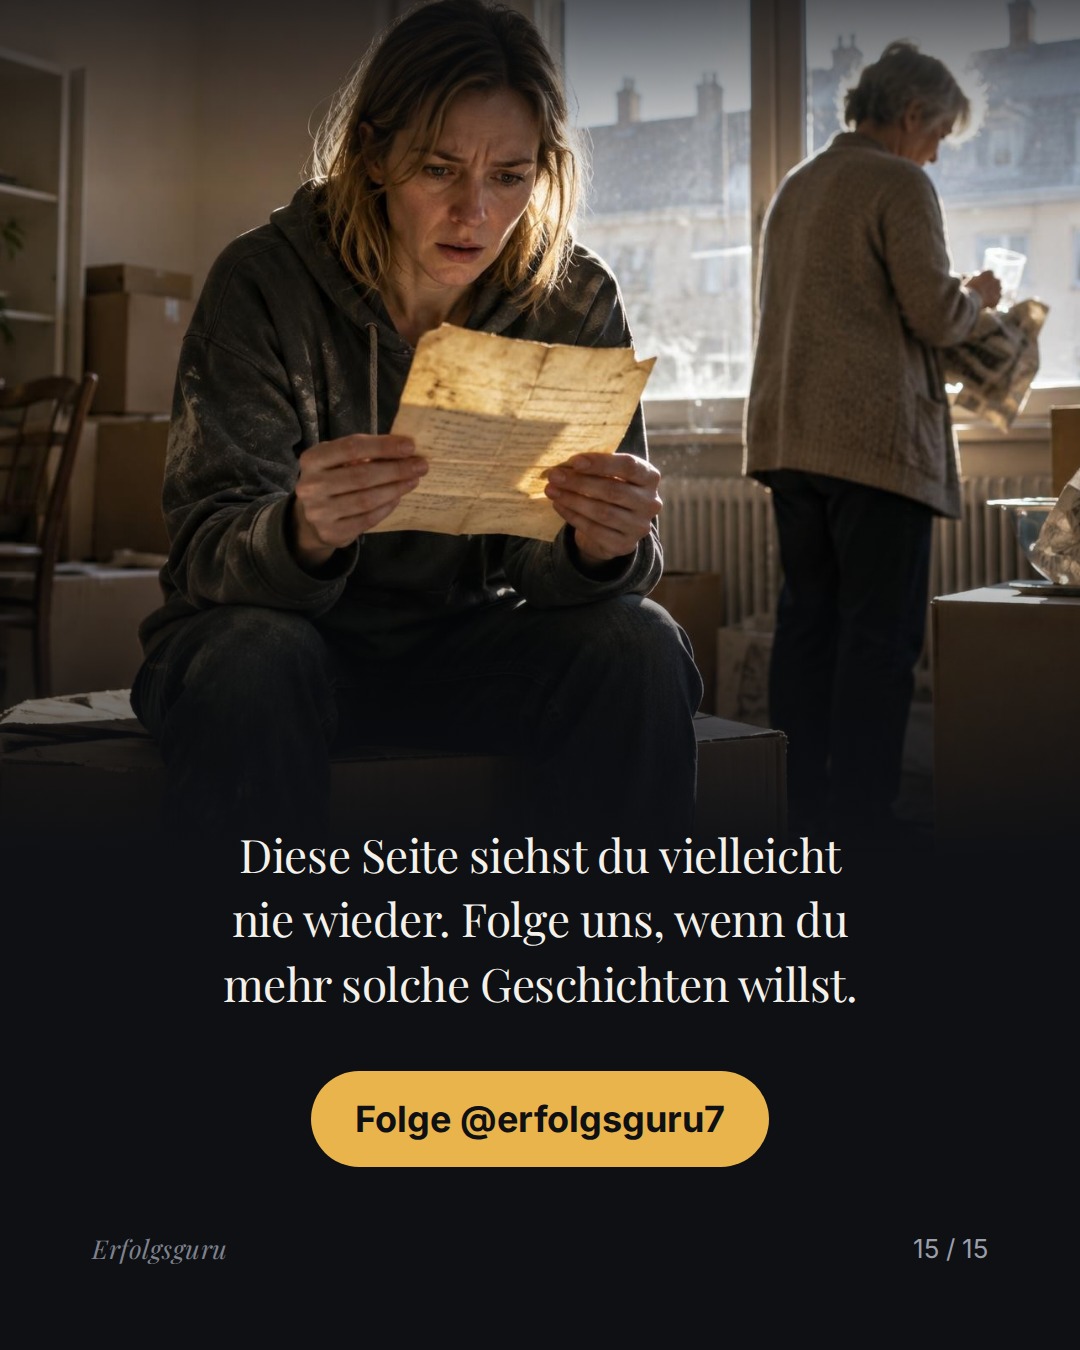 Diese Seite siehst du vielleicht
nie wieder. Folge uns, wenn du
mehr solche Geschichten willst.
Folge @erfolgsguru7
Erfolgsguru
15 / 15